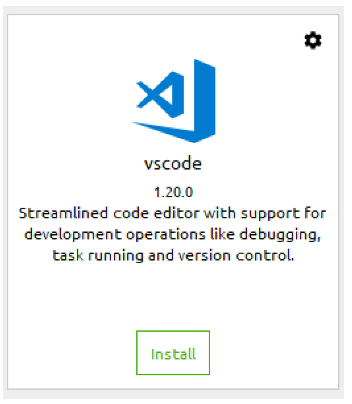 vscode
1.20.0
Streamlined code editor with support for
development operations like debugging,
task running and version control.
Install